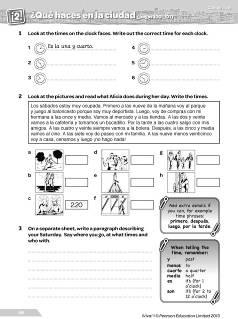 2 ¿Qué haces en la ciudad
1 Look at the times on the clock faces. Write out the correct time for each clock.
1 Es la una y cuarto.
4
2
5
3
6
2 Look at the pictures and read what Alicia does during her day. Write the times.
Los sábados estoy muy ocupada. Primero a las nueve de la mañana voy al parque
y juego al baloncesto porque soy muy deportista. Luego, voy de compras con mi
hermana a las once y media. Vamos al mercado y a las tiendas. A las dos y veinte
vamos a la cafetería y tomamos un bocadillo. Por la tarde a las cuatro salgo con mis
amigos. A las cuatro y veinte siempre vamos a la bolera. Después, a las cinco y media
vamos al cine. A las siete voy de paseo con mi familia. A las nueve menos veinticinco
voy a casa, cenamos y luego ¡yo hago nada!
a
d
g
b
e
h
c
2.20
f
Add extra details if
you can, for example
time phrases:
primero, después,
luego, por la tarde.
3 On a separate sheet, write a paragraph describing
your Saturday. Say where you go, at what times and
who with.
When telling the
time, remember:
y past
menos to
cuarto a quarter
media half
es it's (for 1
o'clock)
son it's (for 2 to
12 o'clock)
© Pearson Education Limited 2013